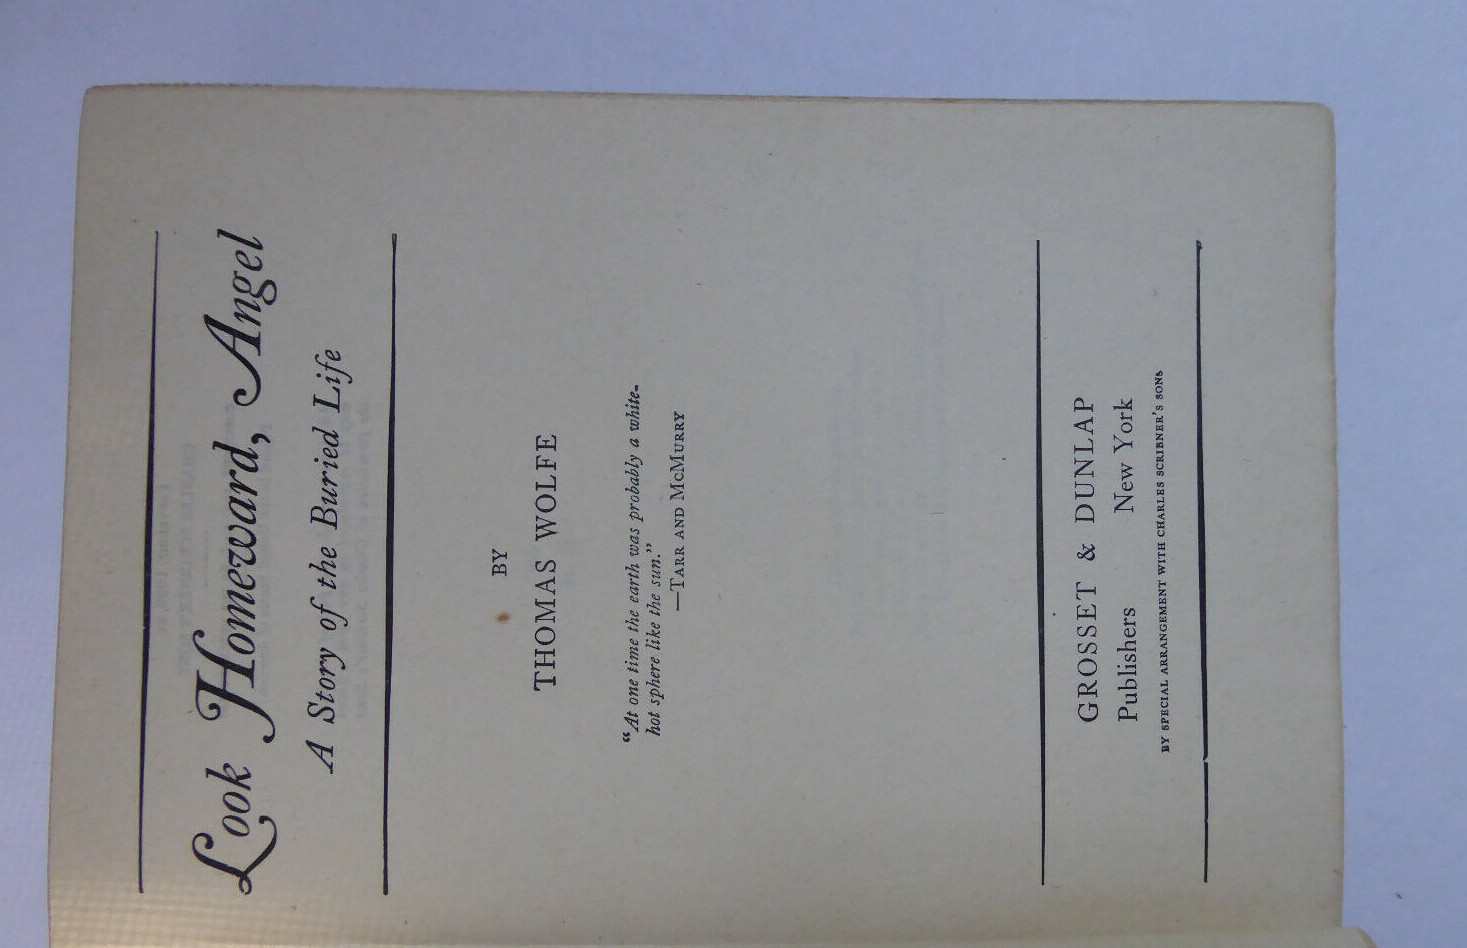 Look Homeward, Angel
A Story of the Buried Life
BY
THOMAS WOLFE
“At one time the earth was probably a white-
hot sphere like the sun.”
—TARR AND MCMURRY
GROSSET & DUNLAP
Publishers New York
BY SPECIAL ARRANGEMENT WITH CHARLES SCRIBNER'S SONS